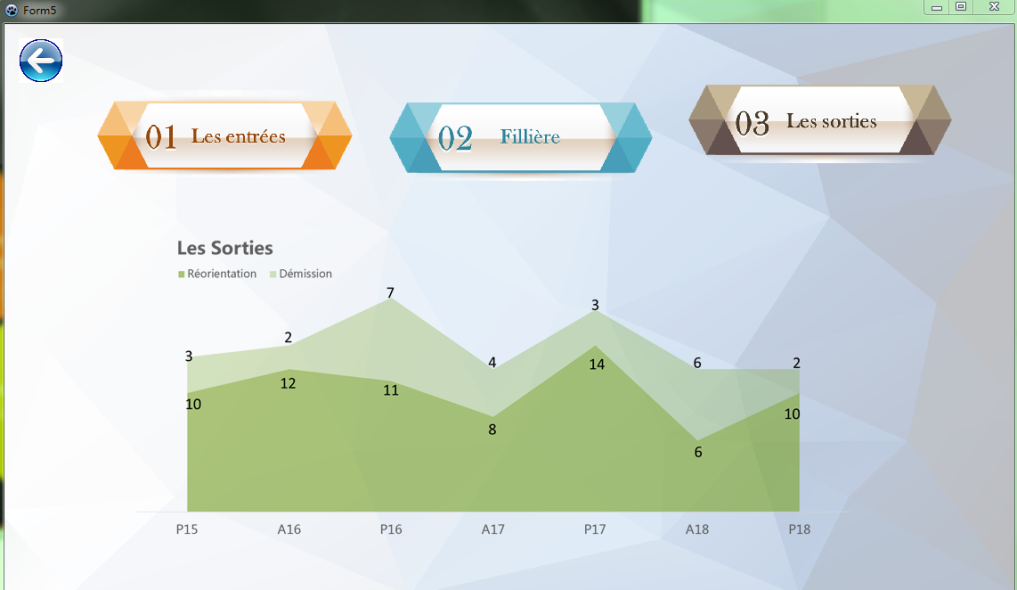 Form5
01 Les entrées
02 Fillière
03 Les sorties
Les Sorties
Réorientation Démission
7
3
2
3
4
6
2
14
12
11
10
10
8
6
P15 A16 P16 A17 P17 A18 P18